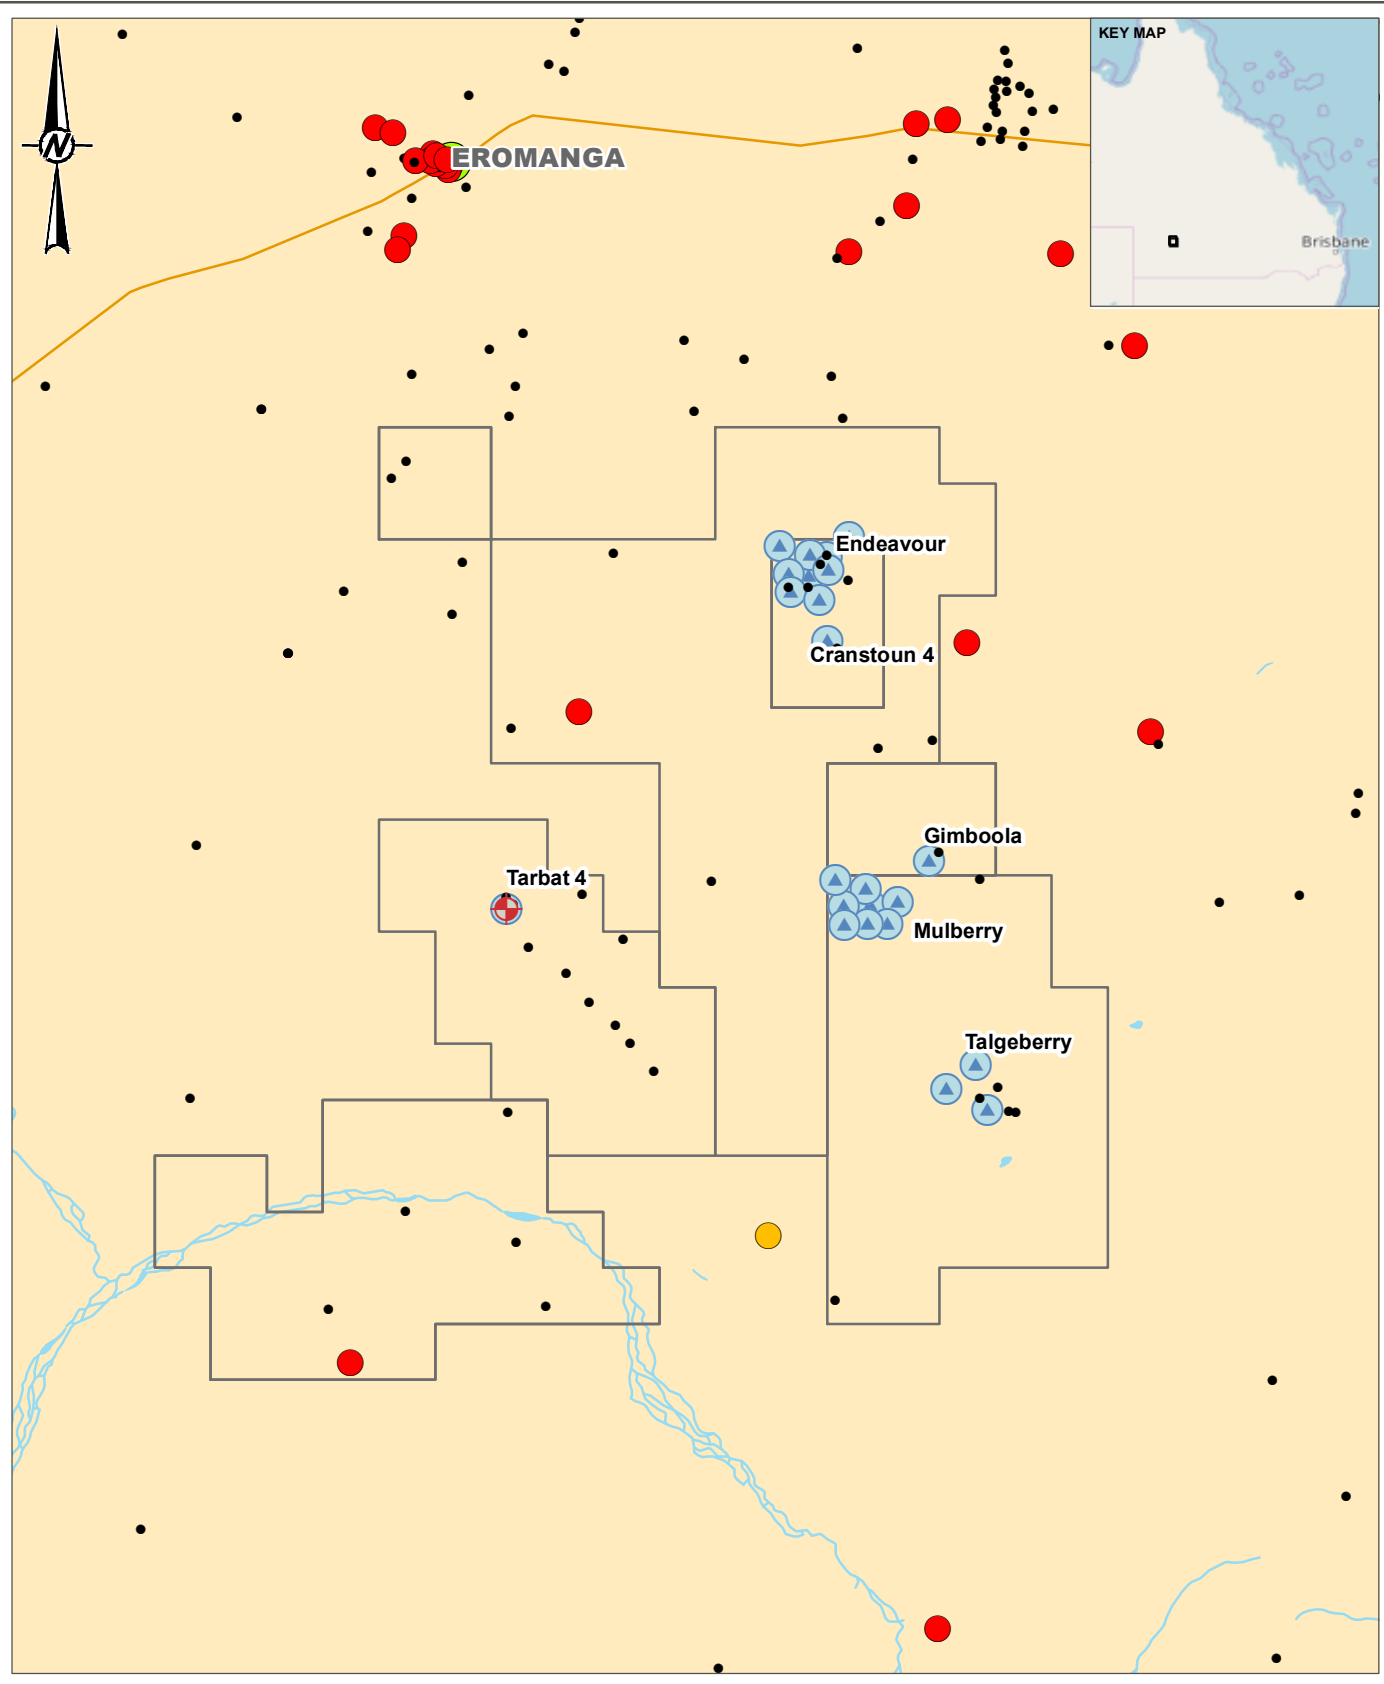 KEY MAP
N
EROMANGA
Brisbane
Endeavour
Cranstoun 4
Gimboola
Tarbat 4
Mulberry
Talgeberry